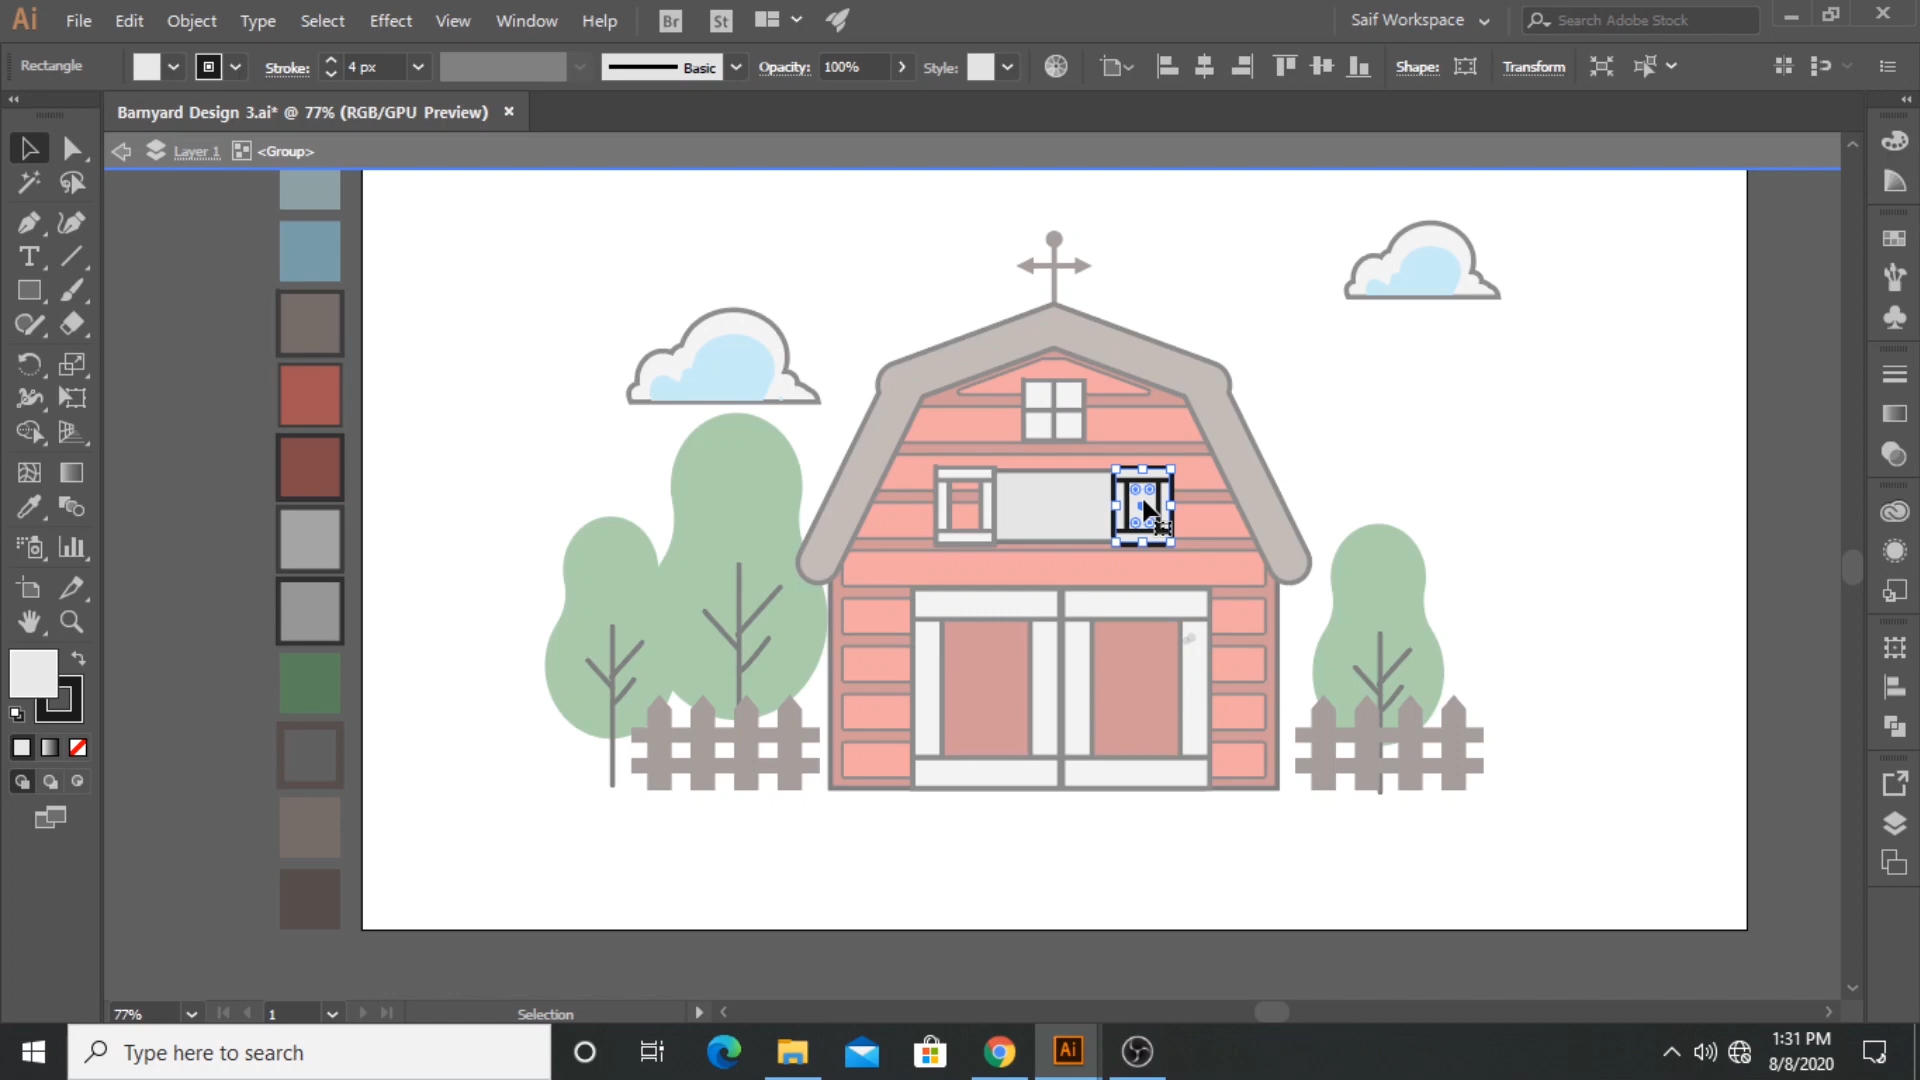 Ai File Edit Object Type Select Effect View Window Help Br St Saif Workspace Search Adobe Stock
Rectangle Stroke: 4 px Basic Opacity: 100% Style: Shape: Transform
Barnyard Design 3.ai* @ 77% (RGB/GPU Preview)
Layer 1 <Group>
77% 1 Selection
Type here to search Ai 1:31 PM
8/8/2020